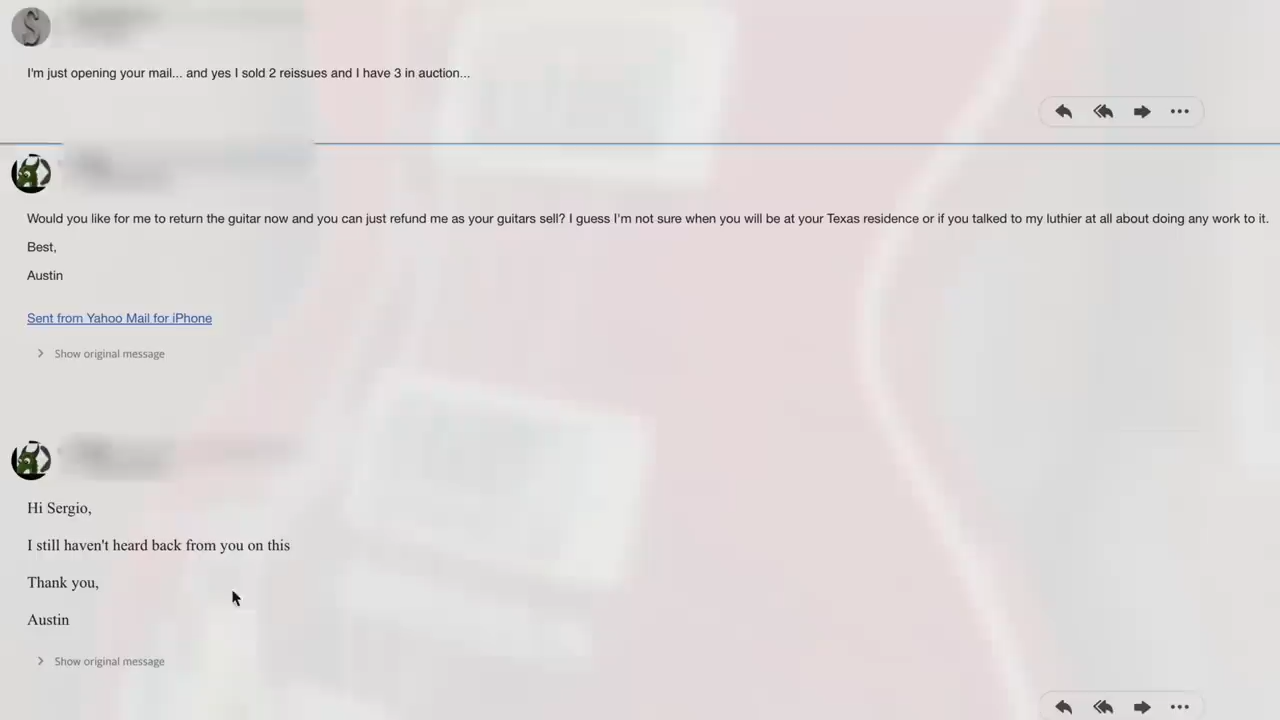 I'm just opening your mail... and yes I sold 2 reissues and I have 3 in auction...
Would you like for me to return the guitar now and you can just refund me as your guitars sell? I guess I'm not sure when you will be at your Texas residence or if you talked to my luthier at all about doing any work to it.
Best,
Austin
Sent from Yahoo Mail for iPhone
Show original message
Hi Sergio,
I still haven't heard back from you on this
Thank you,
Austin
Show original message